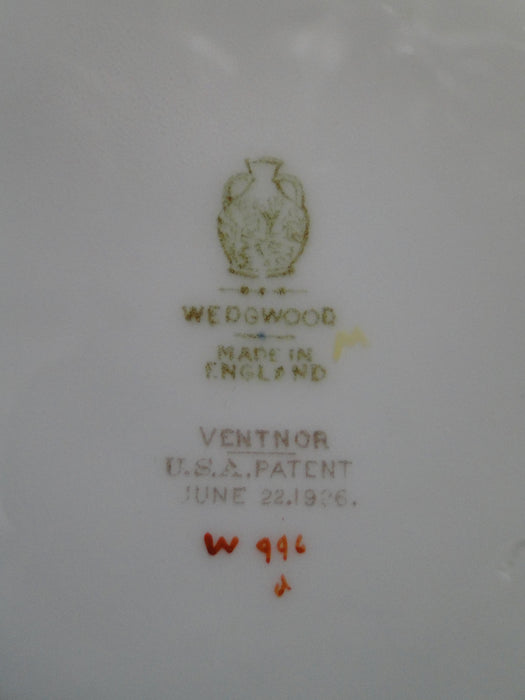 WEDGWOOD
MADE IN
ENGLAND
VENTNOR
U.S.A. PATENT
JUNE 22.1926.
W 996